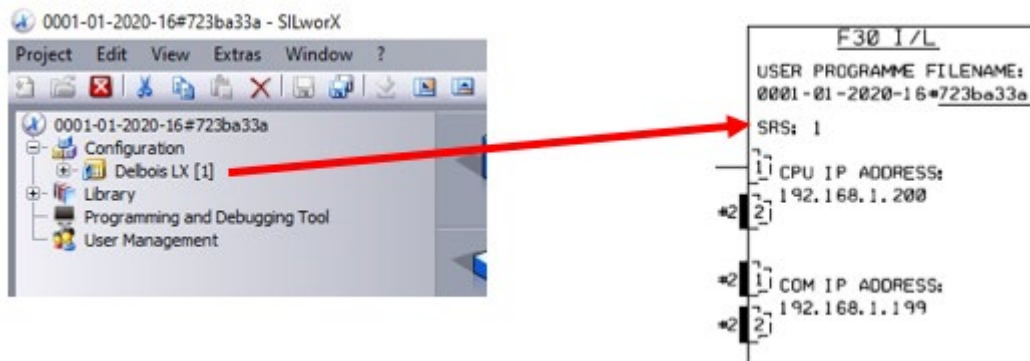 0001-01-2020-16#723ba33a - SILworX
Project Edit View Extras Window ?
0001-01-2020-16#723ba33a
Configuration
Delbois LX [1]
Library
Programming and Debugging Tool
User Management
F30 I/L
USER PROGRAMME FILENAME:
0001-01-2020-16#723ba33a
SRS: 1
1 CPU IP ADDRESS:
192.168.1.200
#2 2
#2 1 COM IP ADDRESS:
192.168.1.199
#2 2